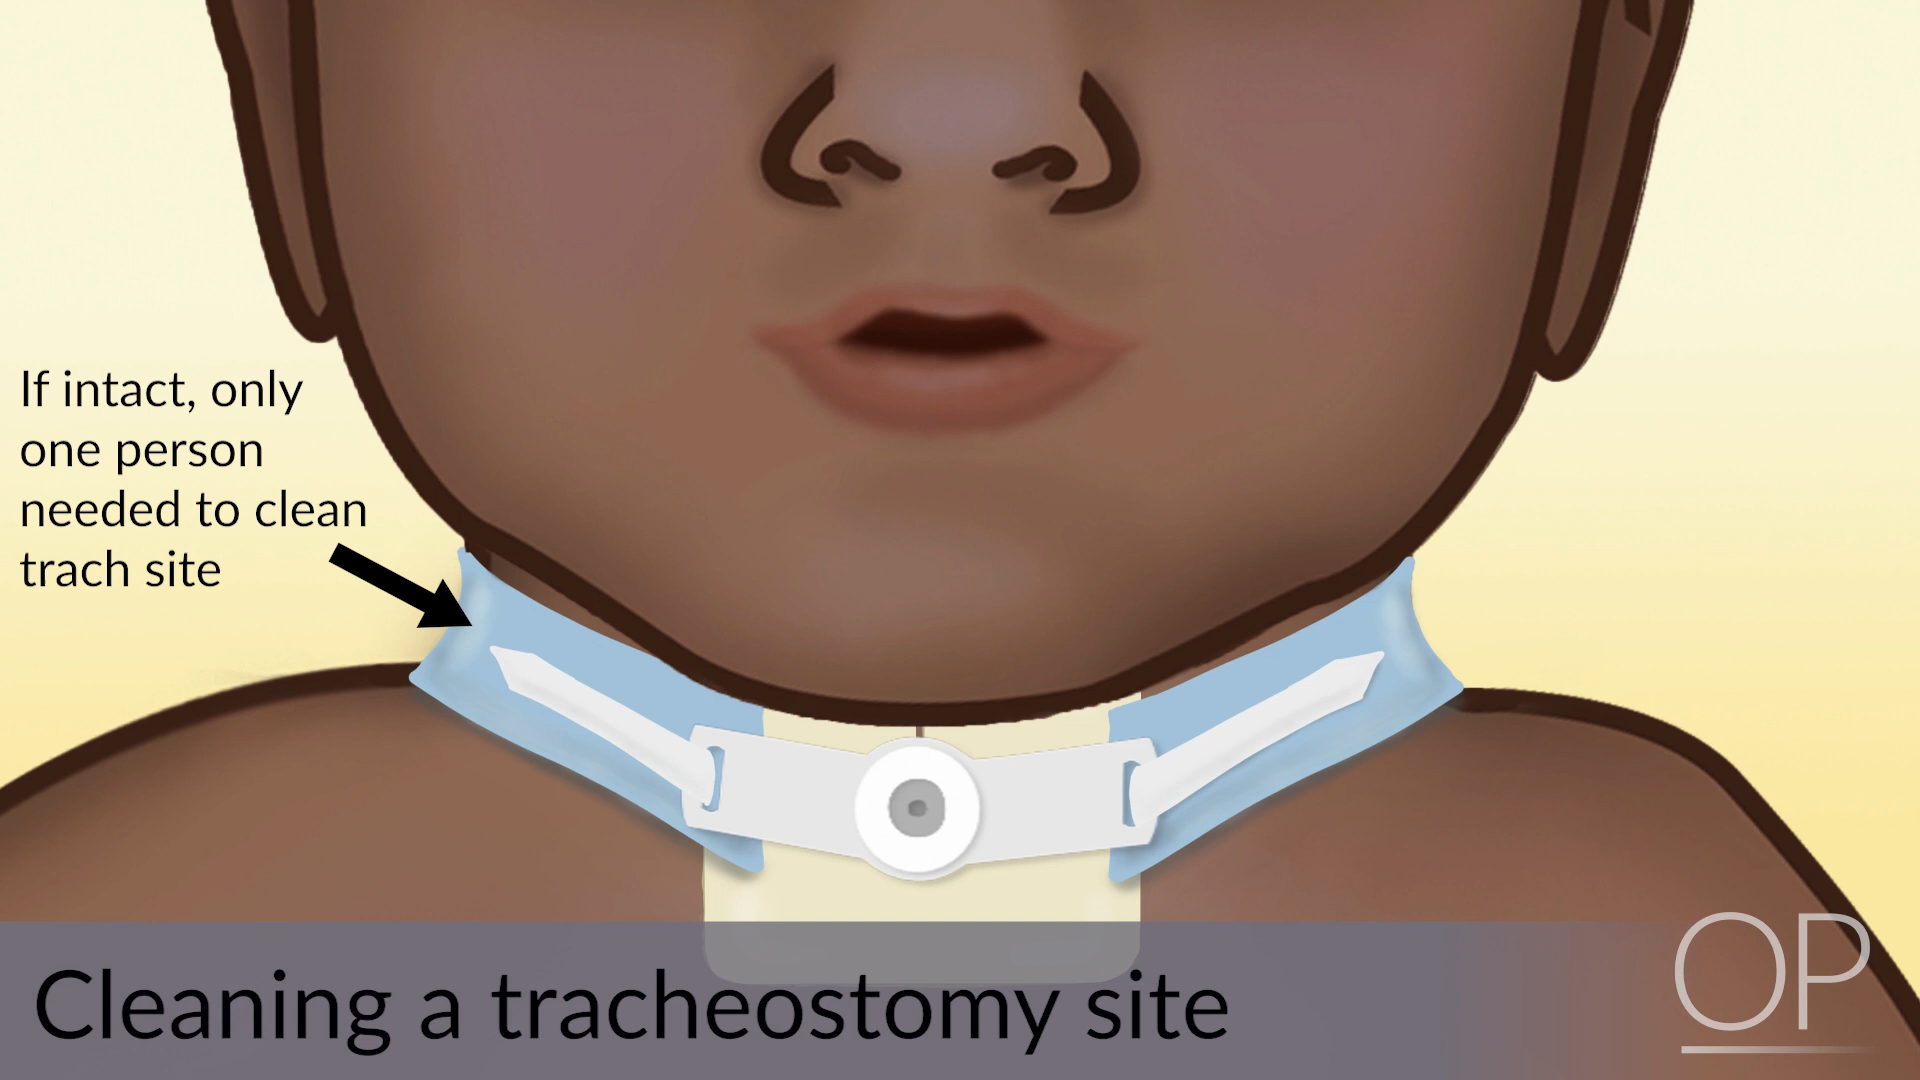 If intact, only
one person
needed to clean
trach site
Cleaning a tracheostomy site
OP